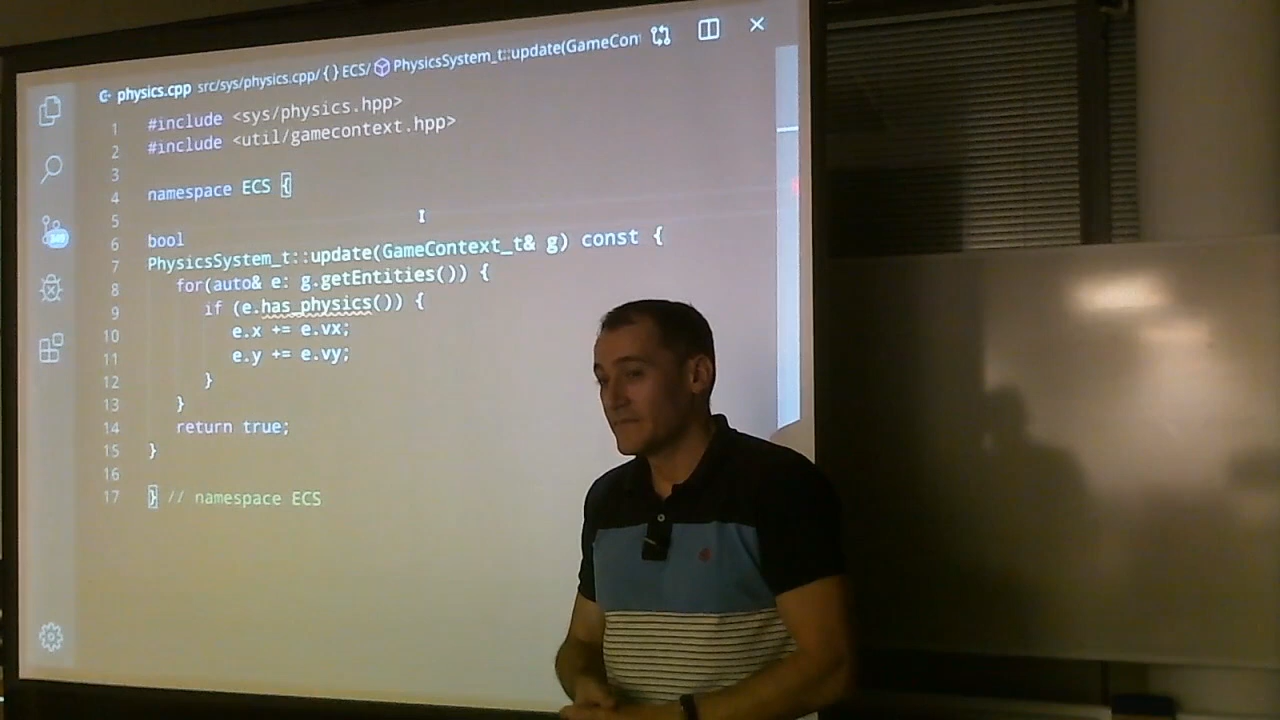 physics.cpp src/sys/physics.cpp/{}ECS/PhysicsSystem_t::update(GameCon
1 #include <sys/physics.hpp>
2 #include <util/gamecontext.hpp>
3
4 namespace ECS {
5
6 bool
7 PhysicsSystem_t::update(GameContext_t& g) const {
8 for(auto& e: g.getEntities()) {
9 if (e.has_physics()) {
10 e.x += e.vx;
11 e.y += e.vy;
12 }
13 }
14 return true;
15 }
16
17 } // namespace ECS